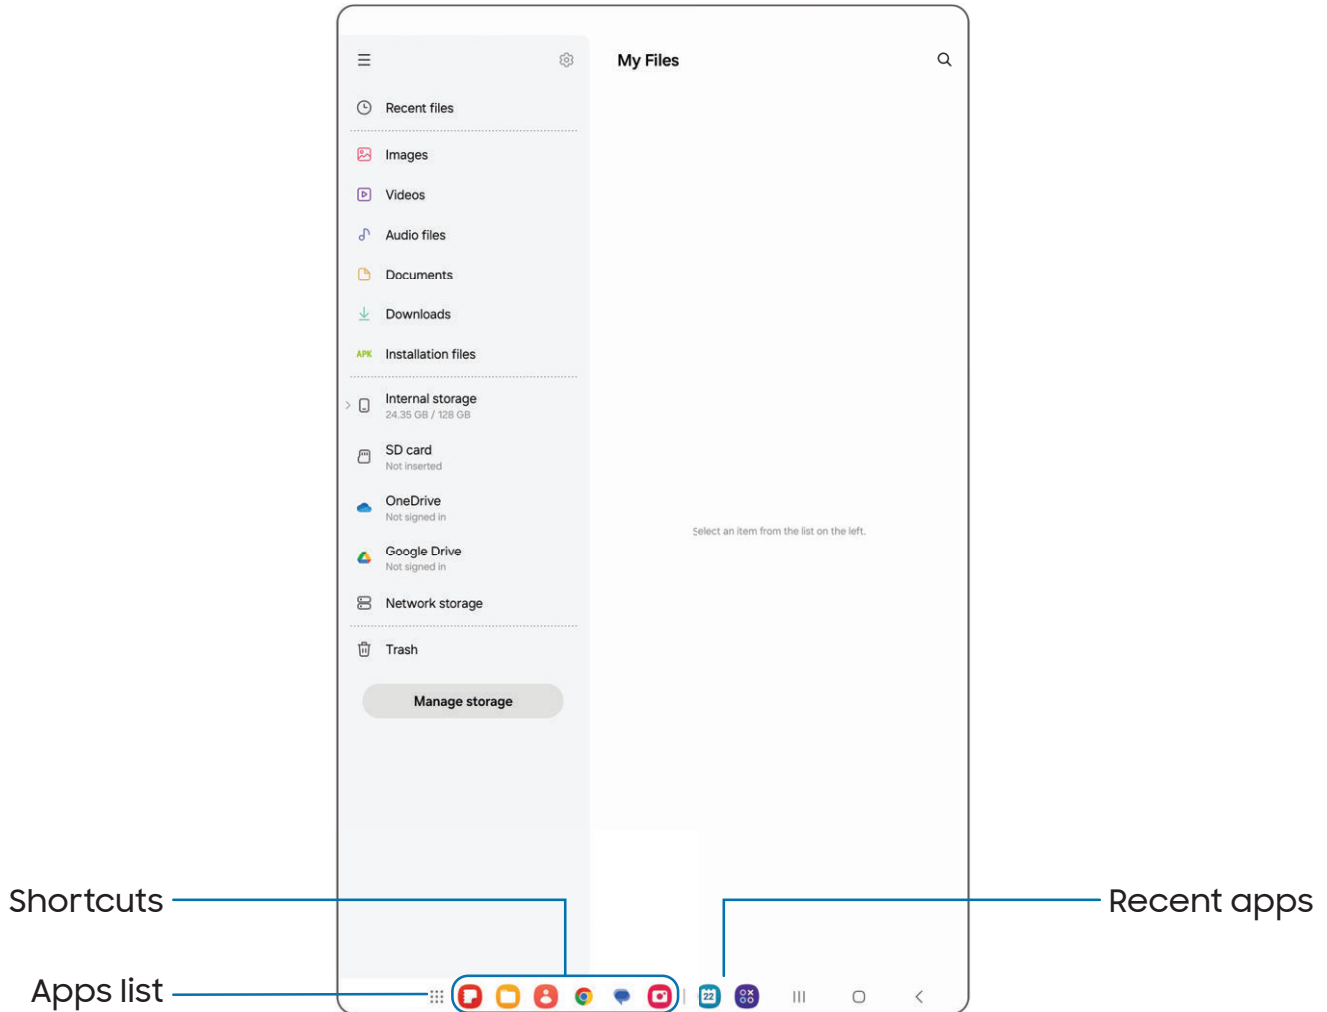 My Files
Recent files
Images
Videos
Audio files
Documents
Downloads
APK Installation files
Internal storage
24.35 GB / 128 GB
SD card
Not inserted
OneDrive
Not signed in
Select an item from the list on the left.
Google Drive
Not signed in
Network storage
Trash
Manage storage
Shortcuts
Recent apps
Apps list
22